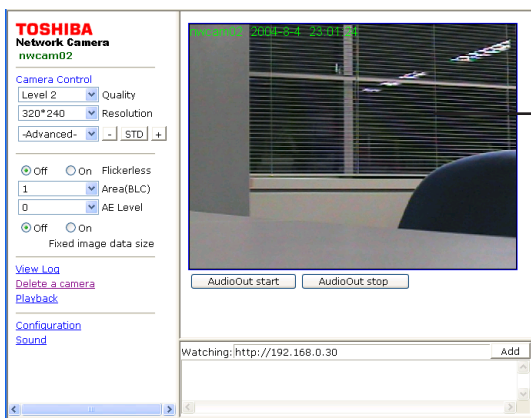 TOSHIBA
Network Camera
nwcam02
Camera Control
Level 2 Quality
320*240 Resolution
-Advanced- - STD +
Off On Flickerless
1 Area(BLC)
0 AE Level
Off On
Fixed image data size
View Log
Delete a camera
Playback
Configuration
Sound
nwcam02 2004-8-4 23:01:54
AudioOut start AudioOut stop
Watching: http://192.168.0.30 Add